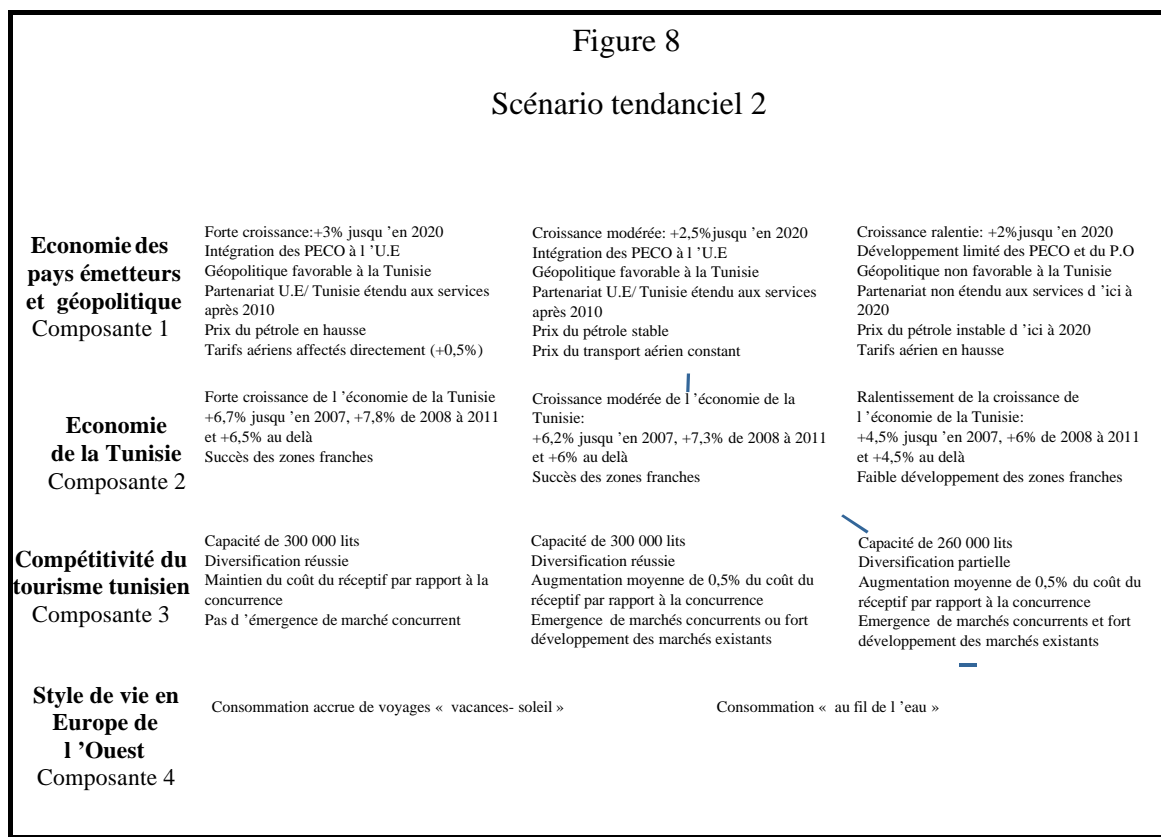 Figure 8
Scénario tendanciel 2
Economie des
pays émetteurs
et géopolitique
Composante 1
Forte croissance:+3% jusqu 'en 2020
Intégration des PECO à l 'U.E
Géopolitique favorable à la Tunisie
Partenariat U.E/ Tunisie étendu aux services
après 2010
Prix du pétrole en hausse
Tarifs aériens affectés directement (+0,5%)
Croissance modérée: +2,5%jusqu 'en 2020
Intégration des PECO à l 'U.E
Géopolitique favorable à la Tunisie
Partenariat U.E/ Tunisie étendu aux services
après 2010
Prix du pétrole stable
Prix du transport aérien constant
Croissance ralentie: +2%jusqu 'en 2020
Développement limité des PECO et du P.O
Géopolitique non favorable à la Tunisie
Partenariat non étendu aux services d 'ici à
2020
Prix du pétrole instable d 'ici à 2020
Tarifs aérien en hausse
Economie
de la Tunisie
Composante 2
Forte croissance de l 'économie de la Tunisie
+6,7% jusqu 'en 2007, +7,8% de 2008 à 2011
et +6,5% au delà
Succès des zones franches
Croissance modérée de l 'économie de la
Tunisie:
+6,2% jusqu 'en 2007, +7,3% de 2008 à 2011
et +6% au delà
Succès des zones franches
Ralentissement de la croissance de
l 'économie de la Tunisie:
+4,5% jusqu 'en 2007, +6% de 2008 à 2011
et +4,5% au delà
Faible développement des zones franches
Compétitivité du
tourisme tunisien
Composante 3
Capacité de 300 000 lits
Diversification réussie
Maintien du coût du réceptif par rapport à la
concurrence
Pas d 'émergence de marché concurrent
Capacité de 300 000 lits
Diversification réussie
Augmentation moyenne de 0,5% du coût du
réceptif par rapport à la concurrence
Emergence de marchés concurrents ou fort
développement des marchés existants
Capacité de 260 000 lits
Diversification partielle
Augmentation moyenne de 0,5% du coût du
réceptif par rapport à la concurrence
Emergence de marchés concurrents et fort
développement des marchés existants
Style de vie en
Europe de
l 'Ouest
Composante 4
Consommation accrue de voyages « vacances- soleil »
Consommation « au fil de l 'eau »